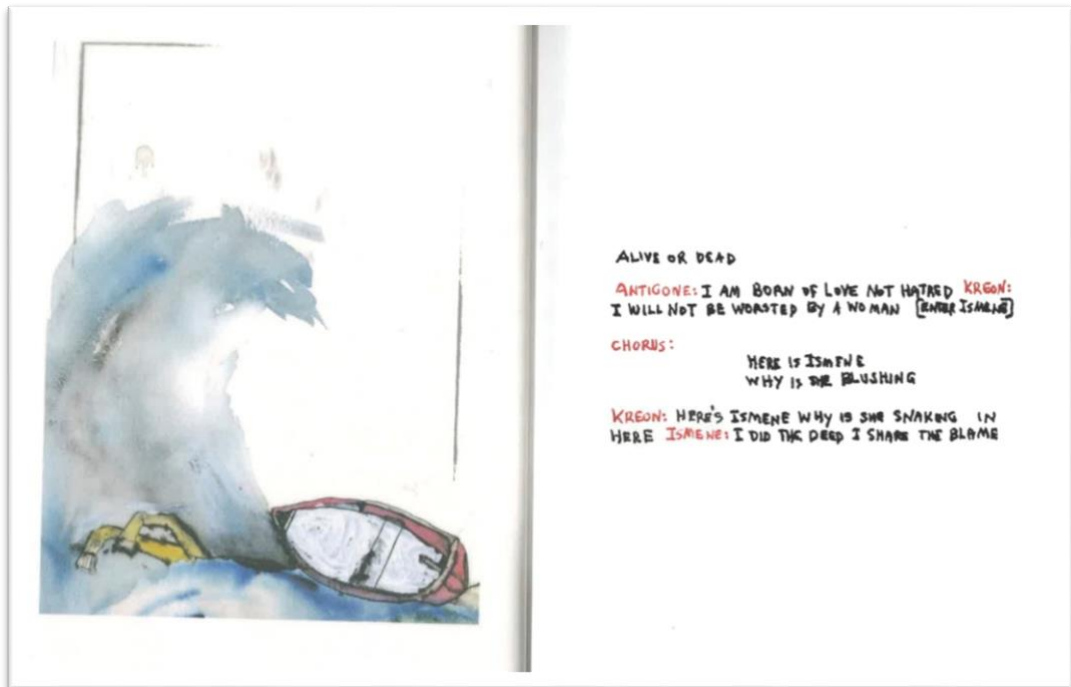 ALIVE OR DEAD
ANTIGONE: I AM BORN OF LOVE NOT HATRED KREON:
I WILL NOT BE WORSTED BY A WOMAN [ENTER ISMENE]
CHORUS:
HERE IS ISMENE
WHY IS SHE BLUSHING
KREON: HERE'S ISMENE WHY IS SHE SNAKING IN
HERE ISMENE: I DID THE DEED I SHARE THE BLAME